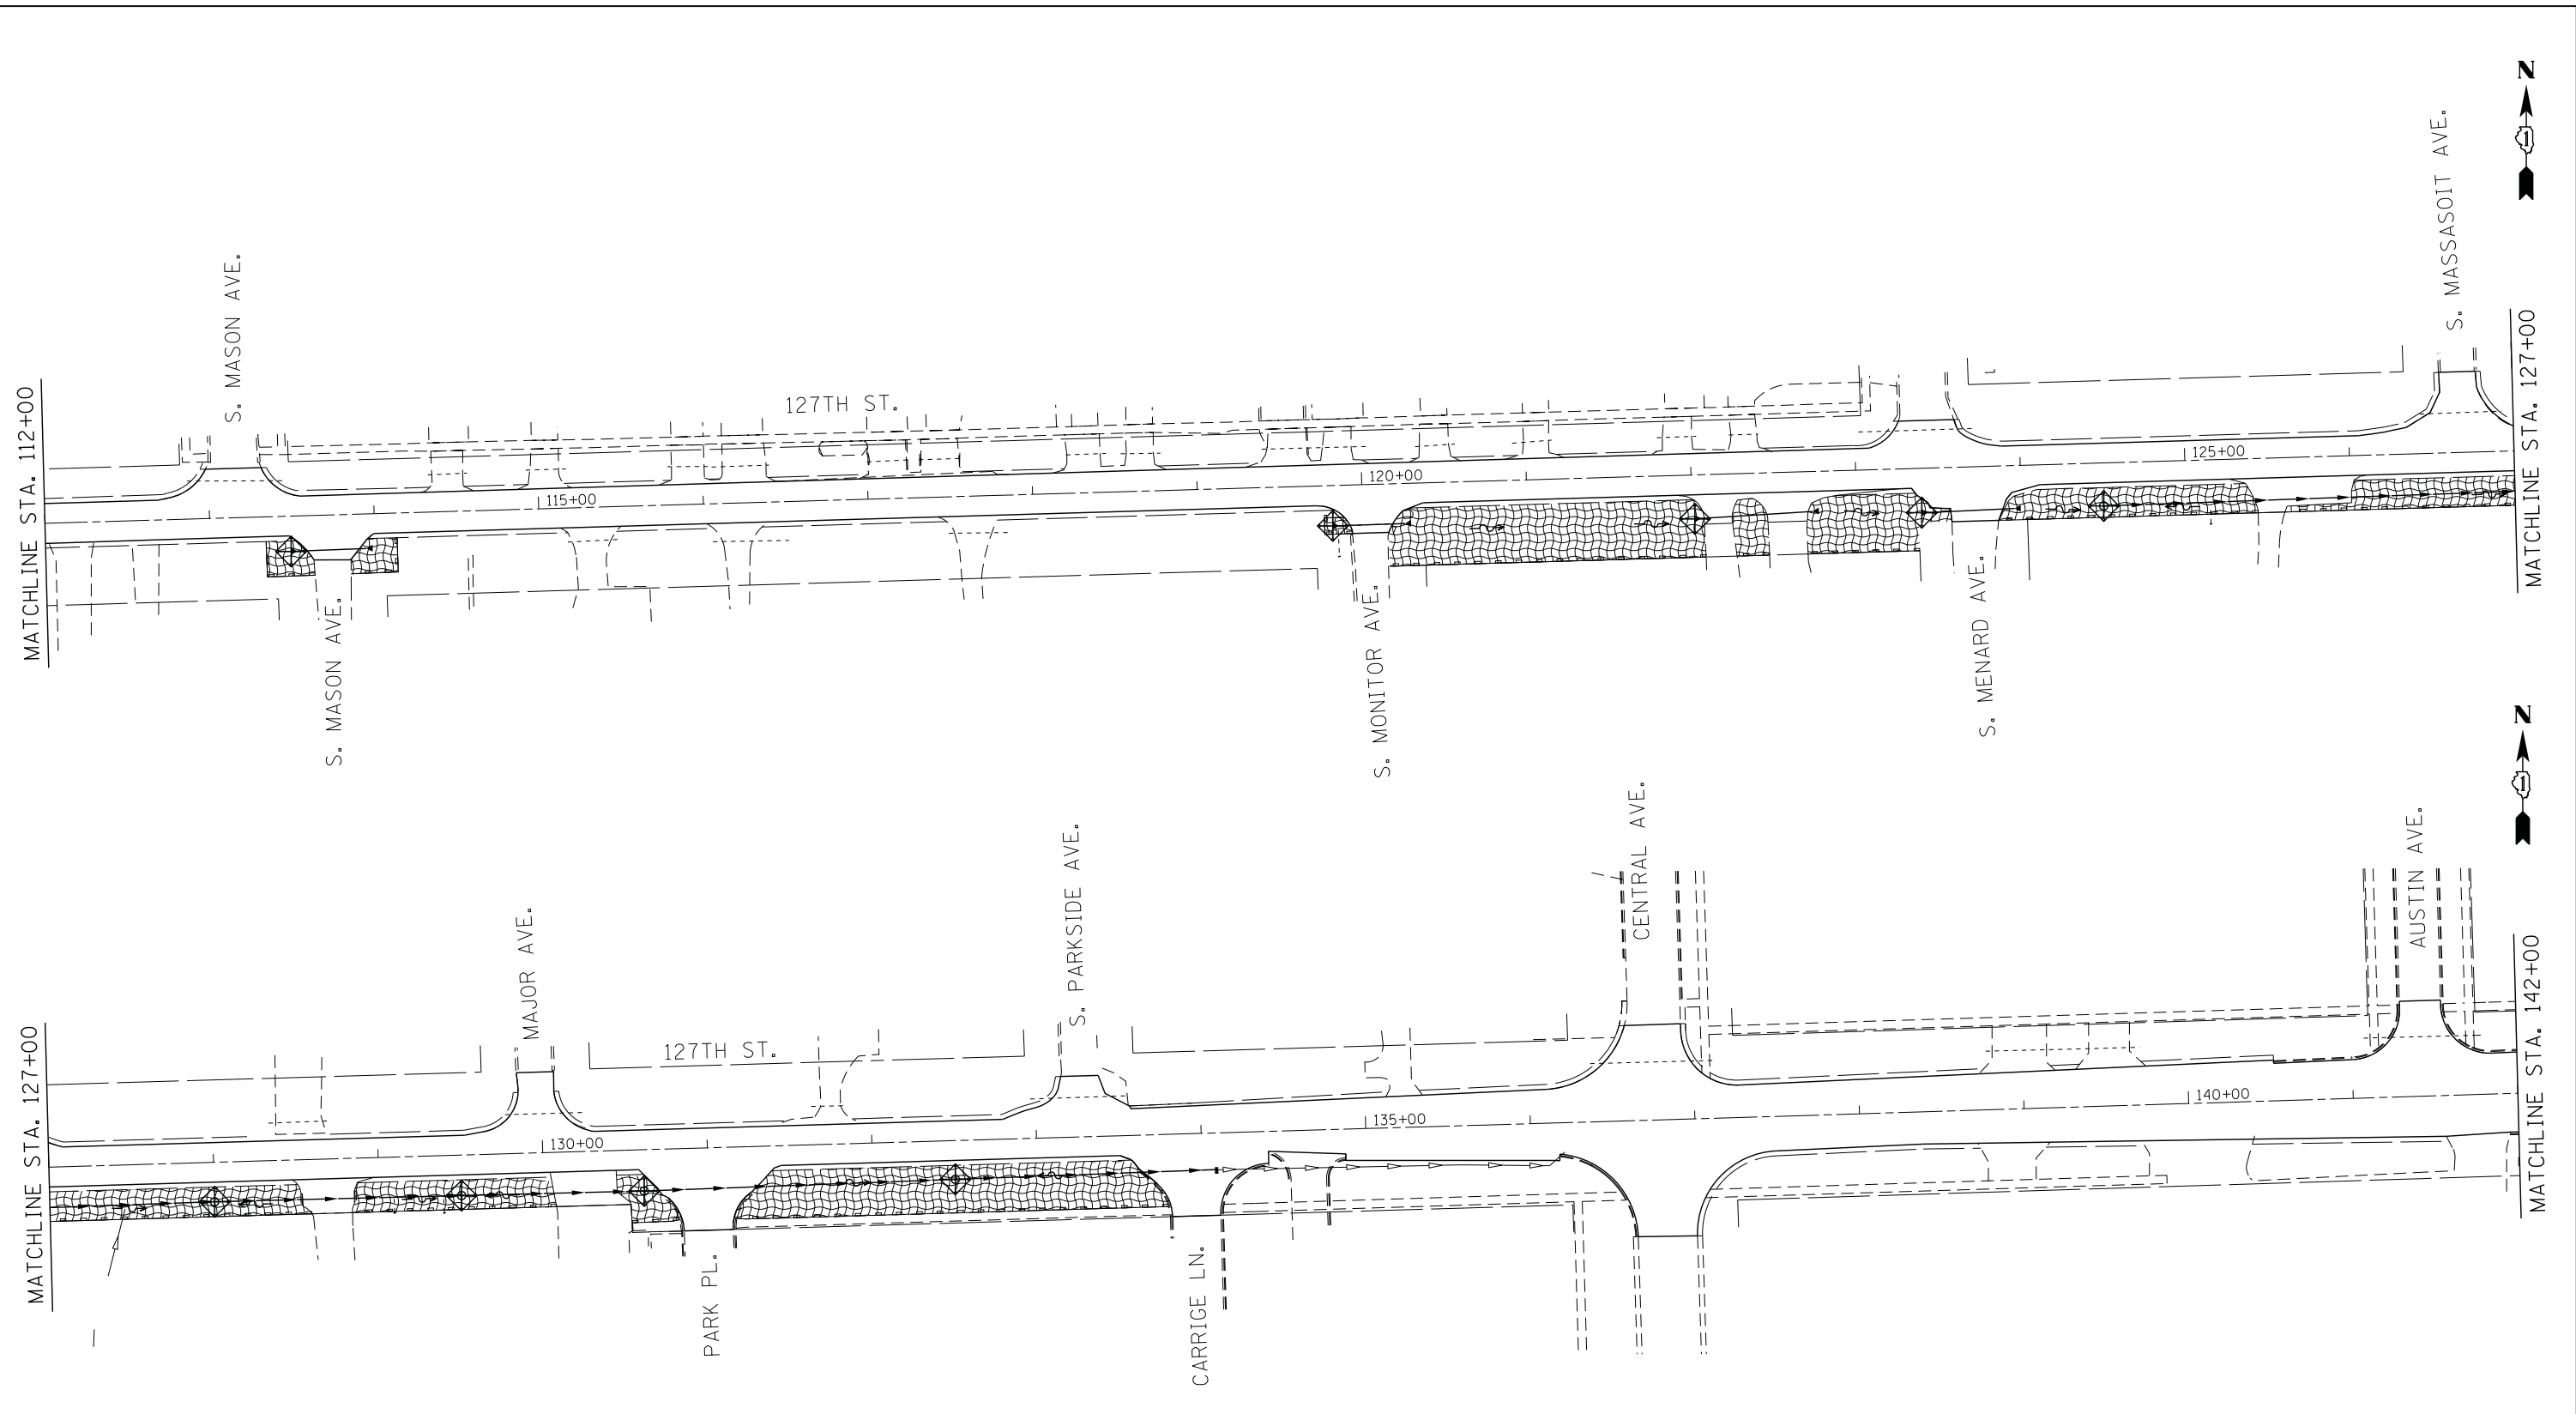 N
S. MASSASOIT AVE.
S. MASON AVE.
127TH ST.
MATCHLINE STA. 112+00
MATCHLINE STA. 127+00
115+00
120+00
125+00
S. MASON AVE.
S. MONITOR AVE.
S. MENARD AVE.
N
CENTRAL AVE.
AUSTIN AVE.
S. PARKSIDE AVE.
MAJOR AVE.
127TH ST.
MATCHLINE STA. 127+00
MATCHLINE STA. 142+00
130+00
135+00
140+00
PARK PL.
CARRIGE LN.